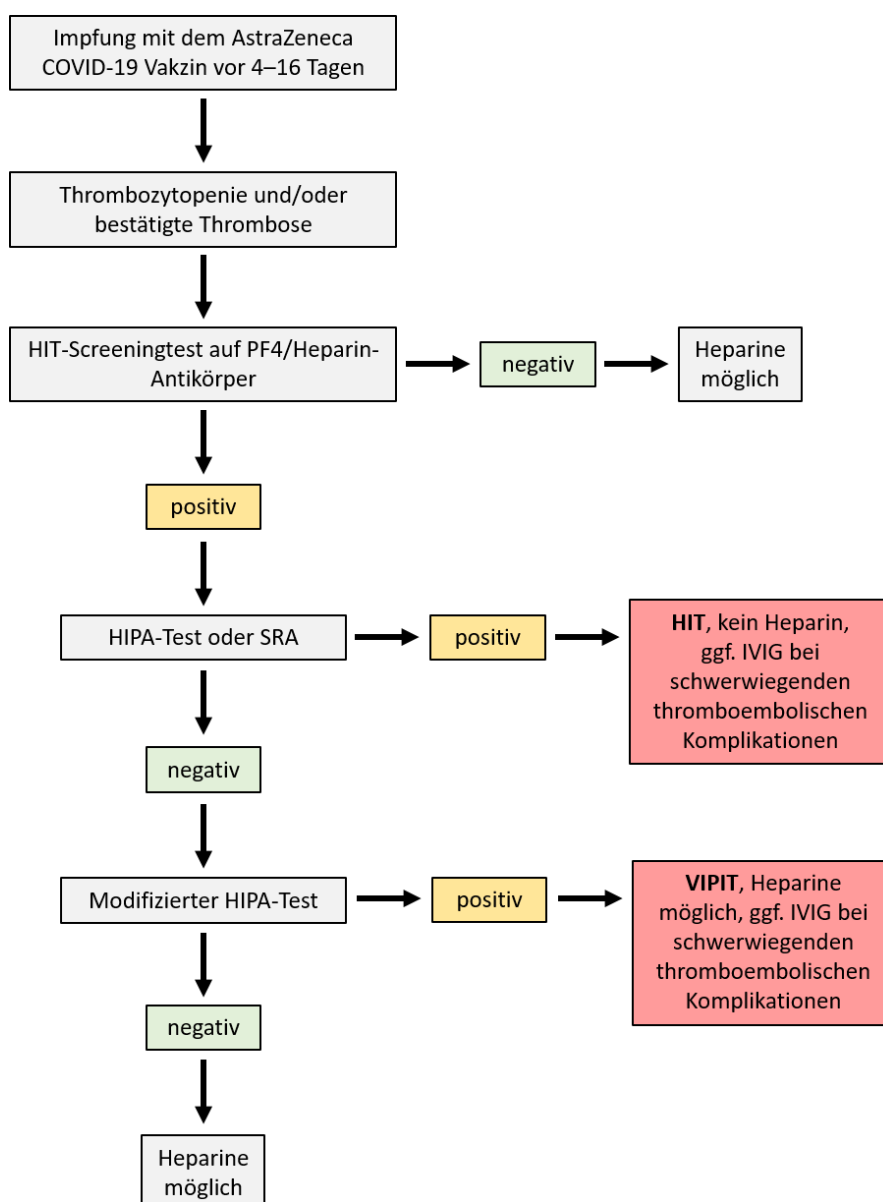 Impfung mit dem AstraZeneca
COVID-19 Vakzin vor 4–16 Tagen
Thrombozytopenie und/oder
bestätigte Thrombose
HIT-Screeningtest auf PF4/Heparin-
Antikörper
negativ
Heparine
möglich
positiv
HIPA-Test oder SRA
positiv
HIT, kein Heparin,
ggf. IVIG bei
schwerwiegenden
thromboembolischen
Komplikationen
negativ
Modifizierter HIPA-Test
positiv
VIPIT, Heparine
möglich, ggf. IVIG bei
schwerwiegenden
thromboembolischen
Komplikationen
negativ
Heparine
möglich